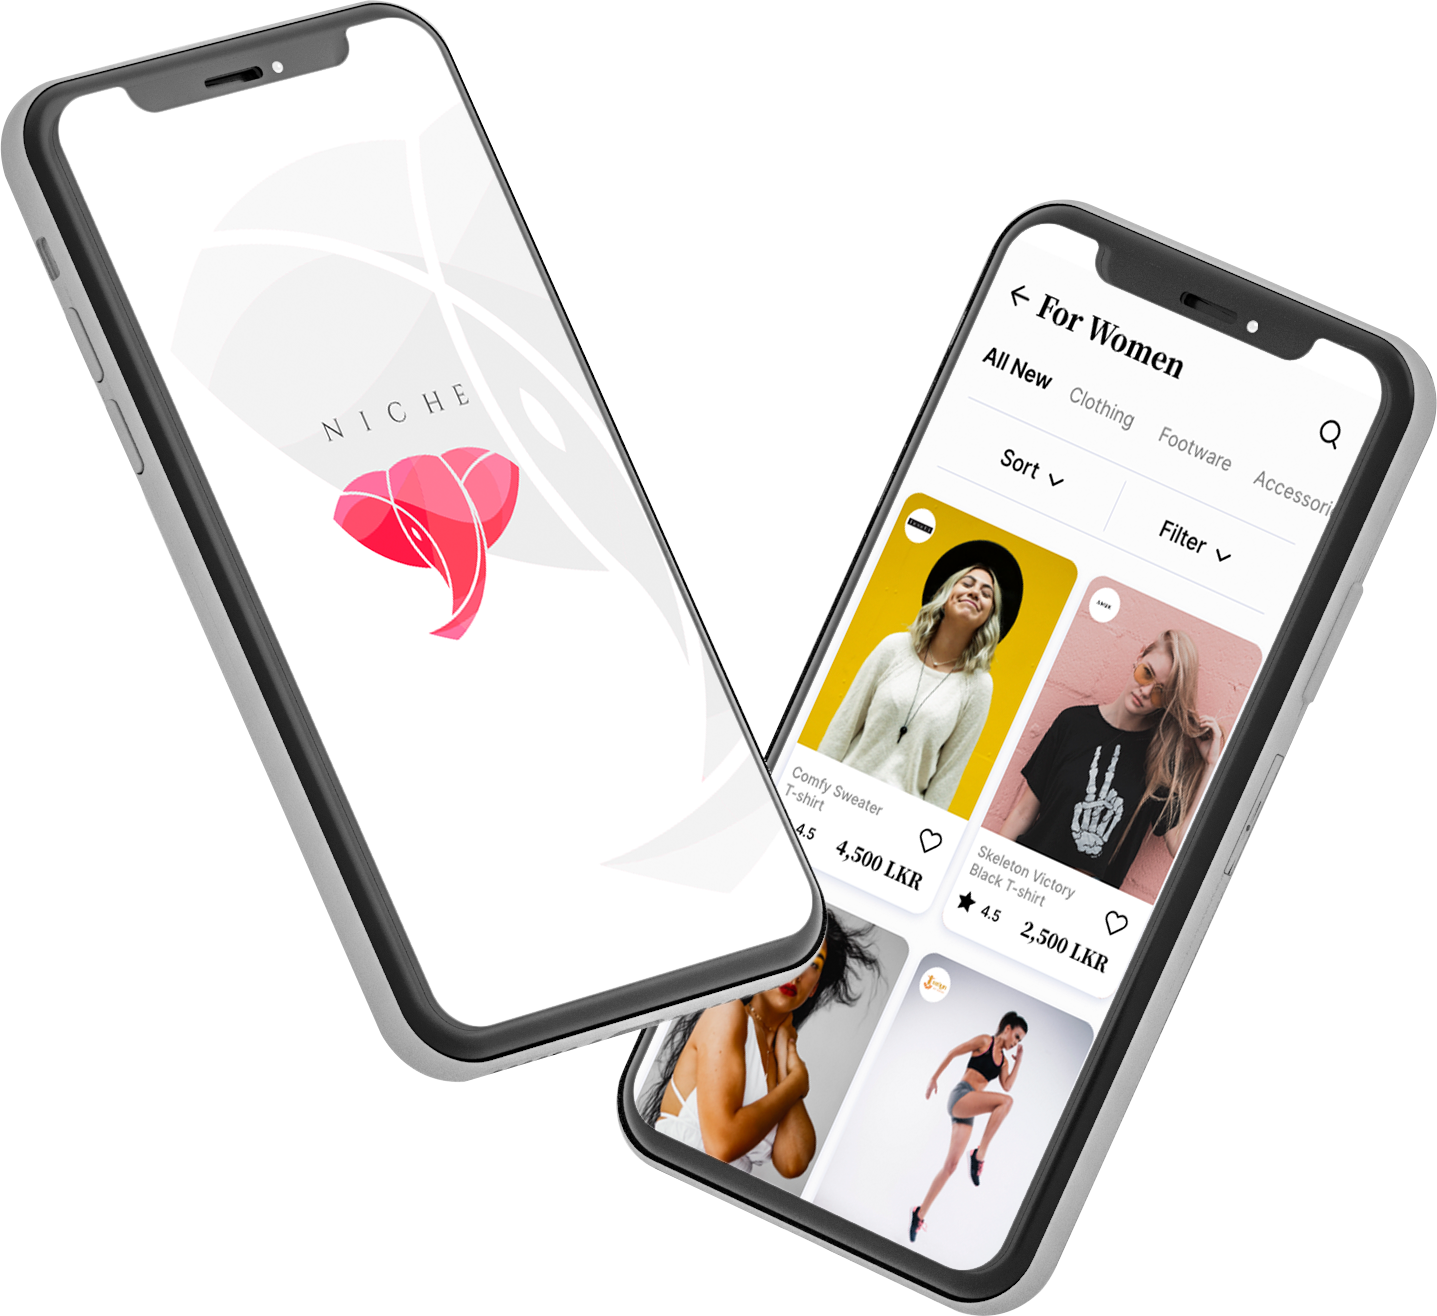 NICHE
For Women
All New
Clothing
Footware
Accessori
Sort
Filter
Comfy Sweater
T-shirt
4.5
4,500 LKR
Skeleton Victory
Black T-shirt
4.5
2,500 LKR